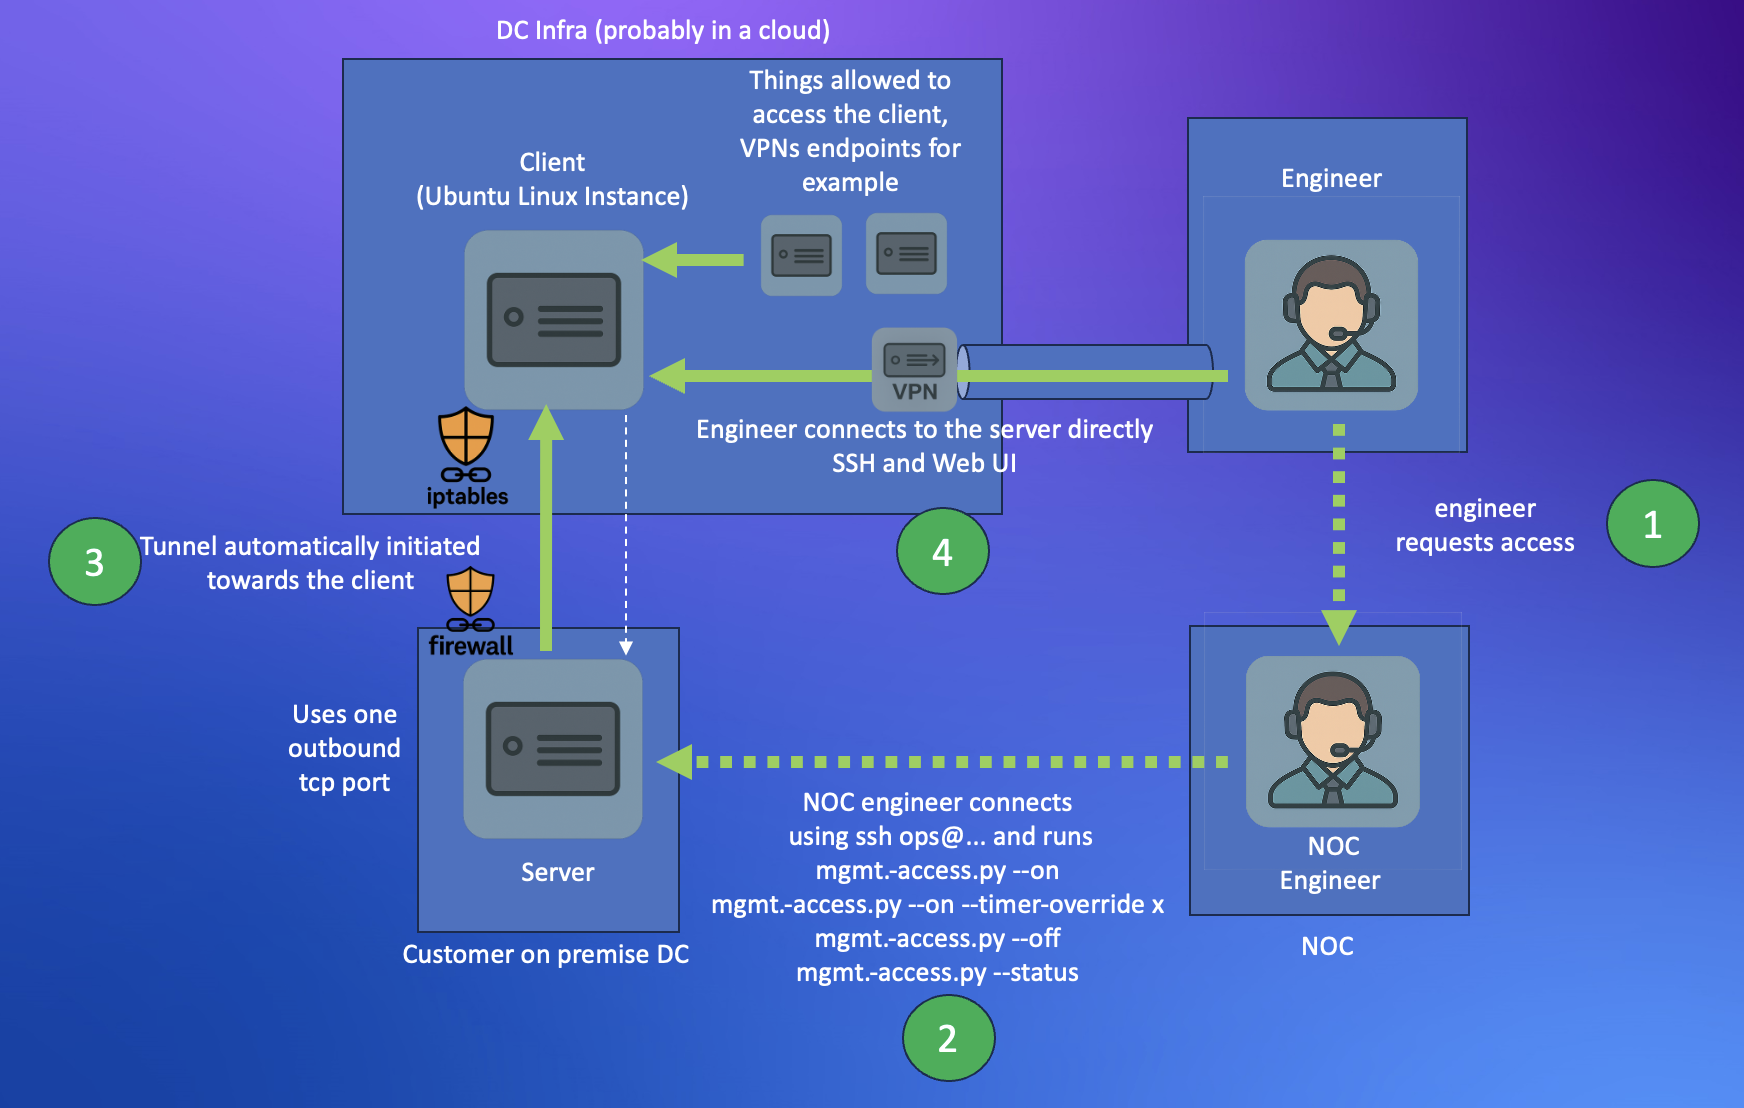 DC Infra (probably in a cloud)
Things allowed to
access the client,
VPNs endpoints for
example
Client
(Ubuntu Linux Instance)
Engineer
VPN
Engineer connects to the server directly
SSH and Web UI
iptables
engineer
requests access
1
3
Tunnel automatically initiated
towards the client
4
firewall
Uses one
outbound
tcp port
Server
Customer on premise DC
NOC engineer connects
using ssh ops@... and runs
mgmt.-access.py --on
mgmt.-access.py --on --timer-override x
mgmt.-access.py --off
mgmt.-access.py --status
2
NOC
Engineer
NOC